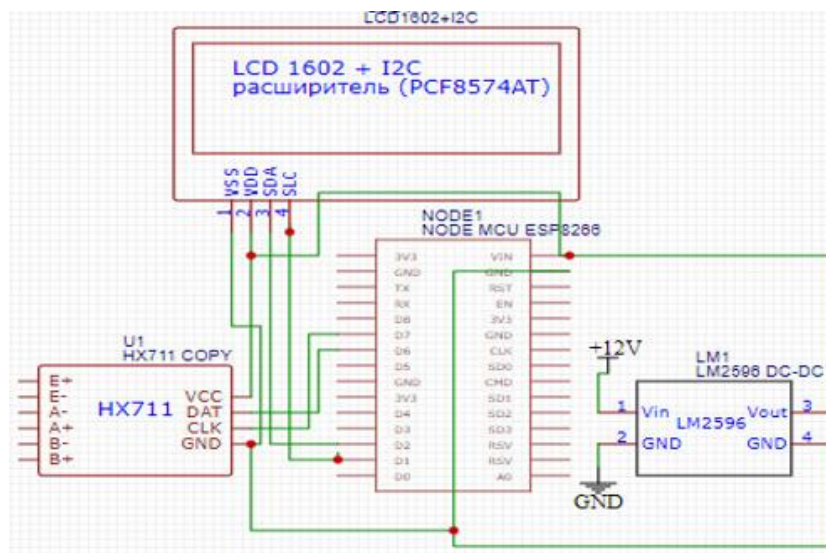 LCD1602+I2C
LCD 1602 + I2C
расширитель (PCF8574AT)
VSS
VDD
SDA
SLC
1
2
3
4
NODE1
NODE MCU ESP8266
3V3
GND
TX
RX
D8
D7
D6
D5
GND
3V3
D4
D3
D2
D1
D0
VIN
GND
RST
EN
3V3
GND
CLK
SD0
CMD
SD1
SD2
SD3
RSV
RSV
A0
U1
HX711 COPY
HX711
E+
E-
A-
A+
B-
B+
VCC
DAT
CLK
GND
+12V
GND
LM1
LM2596 DC-DC
LM2596
1 Vin
2 GND
Vout 3
GND 4